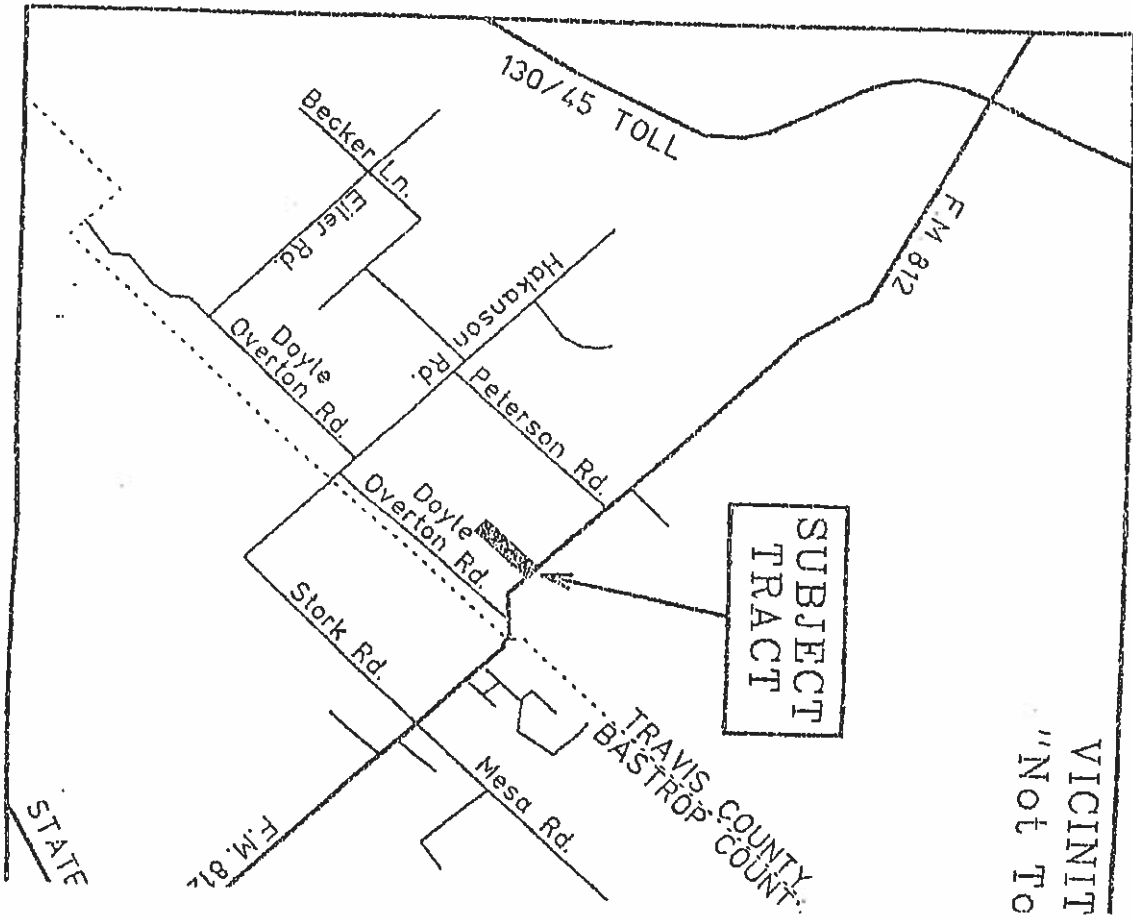 VICINIT
"Not To
SUBJECT
TRACT
130/45 TOLL
F.M. 812
Becker Ln.
Eiler Rd.
Hakanson
Rd.
Peterson Rd.
Doyle
Overton Rd.
Doyle
Overton Rd.
Stork Rd.
Mesa Rd.
TRAVIS COUNTY
BASTROP COUNT
F.M. 812
STATE